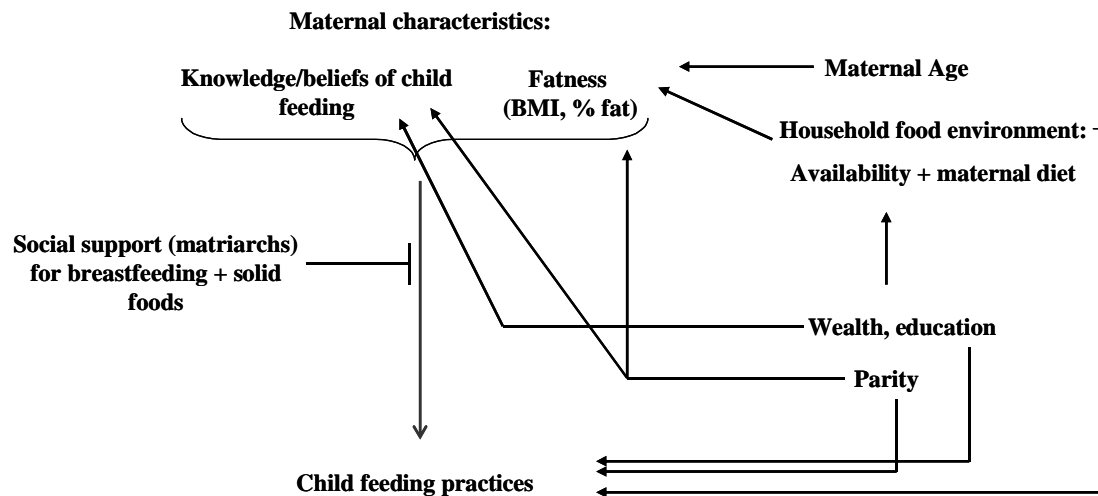 Maternal characteristics:
Knowledge/beliefs of child
feeding
Fatness
(BMI, % fat)
Maternal Age
Household food environment:
Availability + maternal diet
Social support (matriarchs)
for breastfeeding + solid
foods
Wealth, education
Parity
Child feeding practices